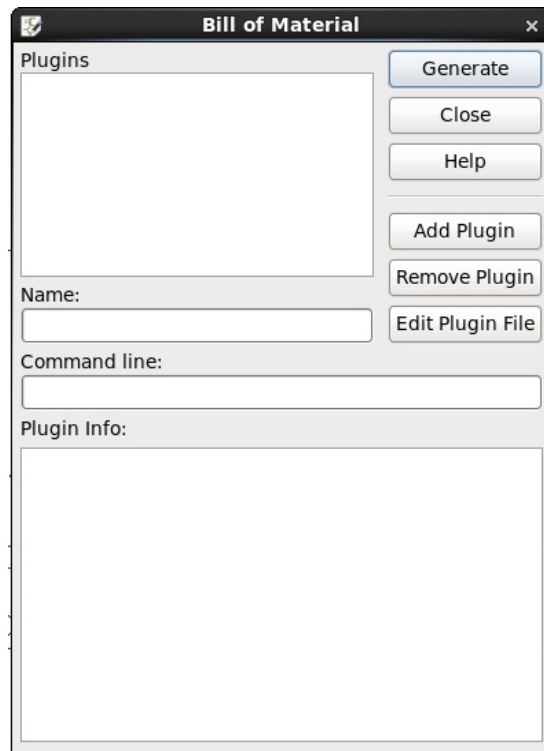 Bill of Material
Plugins
Generate
Close
Help
Add Plugin
Remove Plugin
Edit Plugin File
Name:
Command line:
Plugin Info: